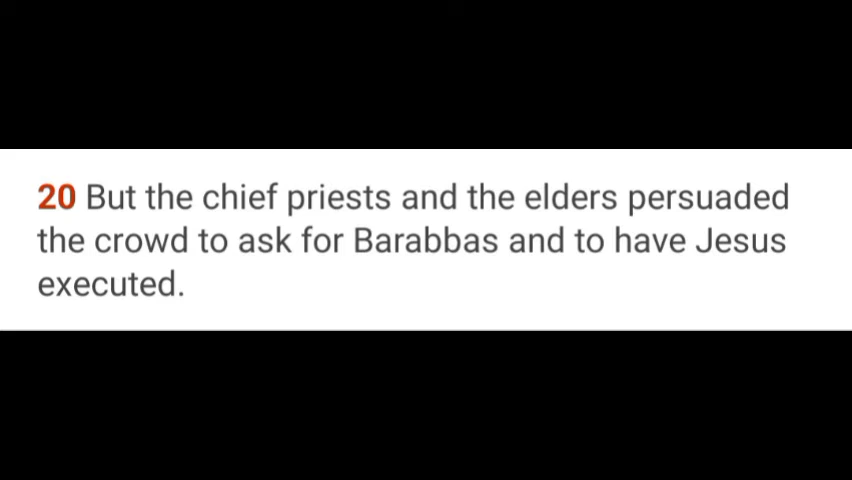 20 But the chief priests and the elders persuaded
the crowd to ask for Barabbas and to have Jesus
executed.